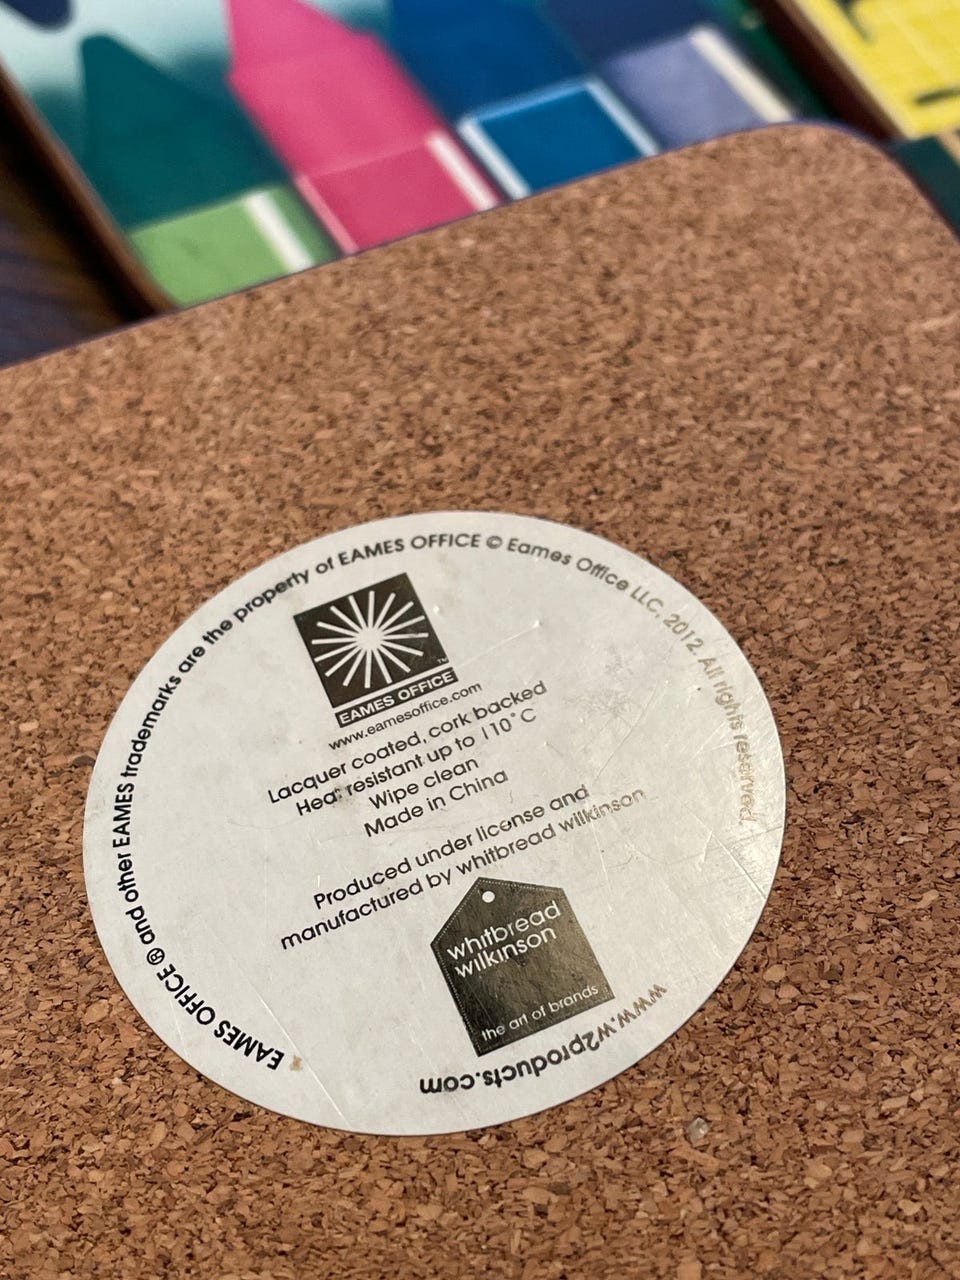 EAMES OFFICE ® and other EAMES trademarks are the property of EAMES OFFICE © Eames Office LLC, 2012. All rights reserved
TM
EAMES OFFICE
www.eamesoffice.com
Lacquer coated, cork backed
Heat resistant up to 110°C
Wipe clean
Made in China
Produced under license and
manufactured by whitbread wilkinson
whitbread
wilkinson
the art of brands
www.w2products.com